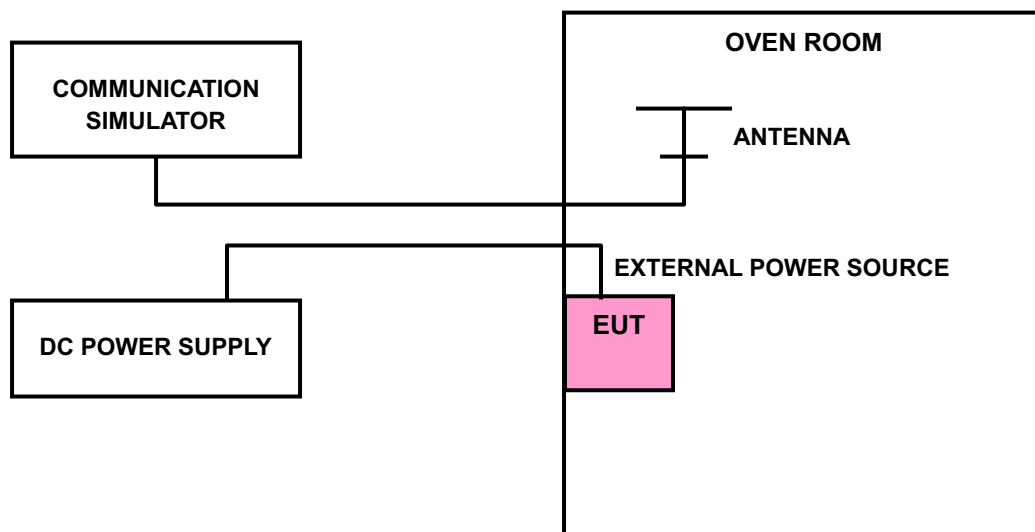 OVEN ROOM
COMMUNICATION
SIMULATOR
ANTENNA
EXTERNAL POWER SOURCE
EUT
DC POWER SUPPLY